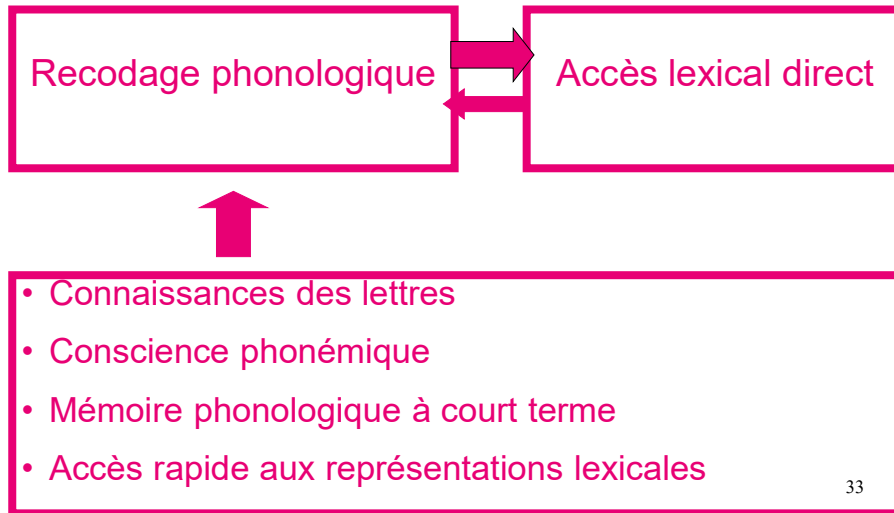 Recodage phonologique
Accès lexical direct
• Connaissances des lettres
• Conscience phonémique
• Mémoire phonologique à court terme
• Accès rapide aux représentations lexicales
33